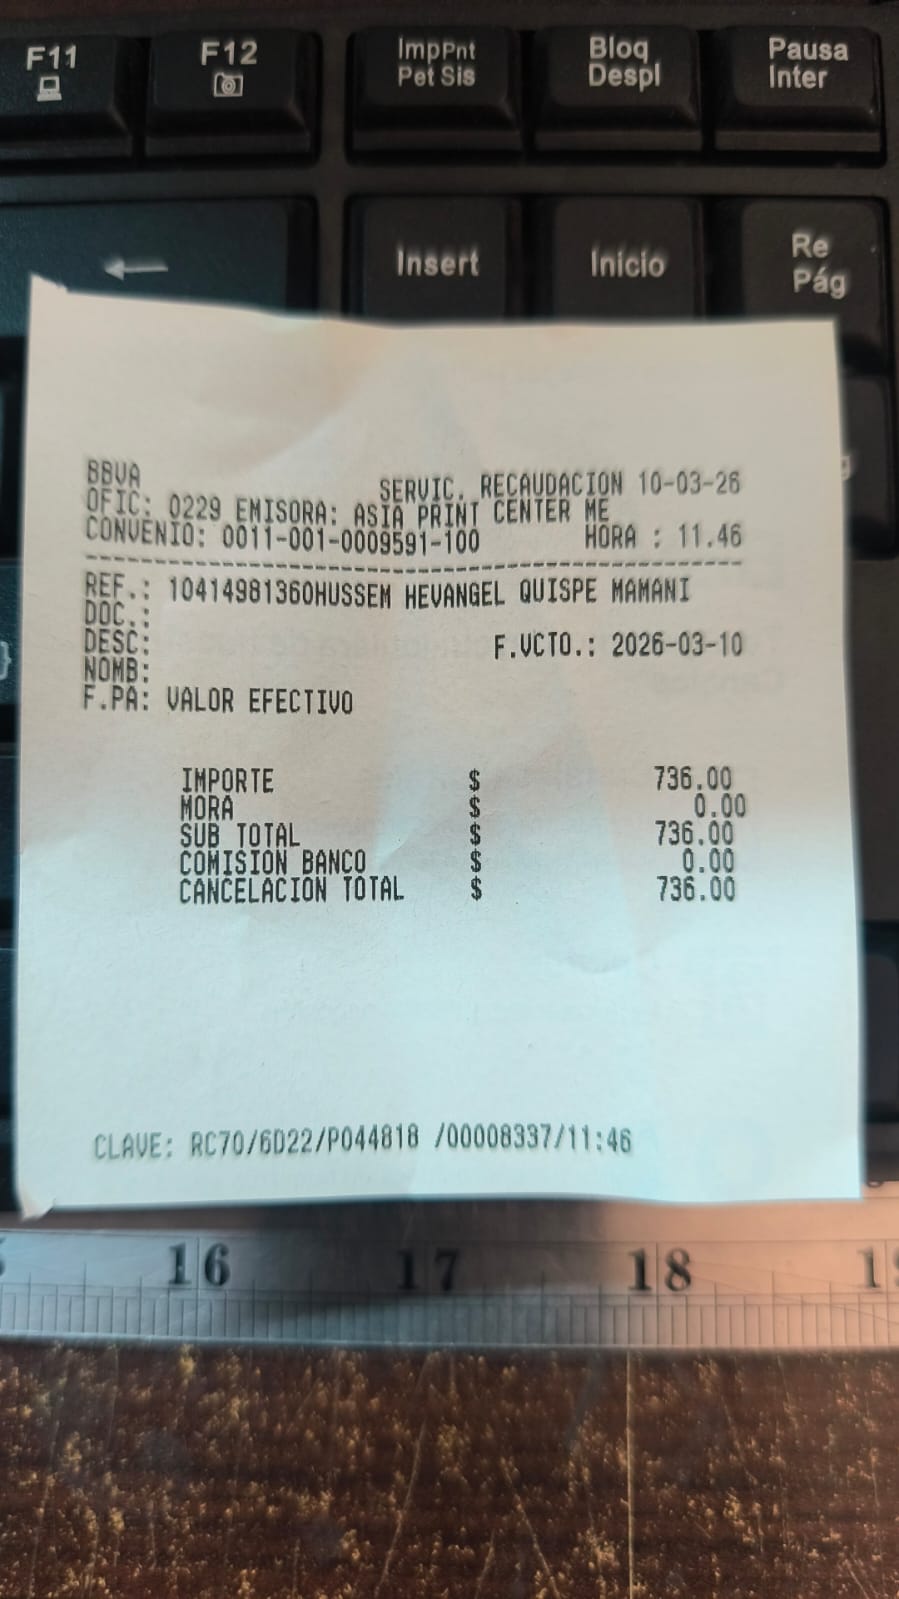 F11
F12
ImpPnt
Pet Sis
Bloq
Despl
Pausa
Inter
Insert
Inicio
Re
Pág
BBVA
SERVIC. RECAUDACION 10-03-26
OFIC: 0229 EMISORA: ASIA PRINT CENTER ME
CONVENIO: 0011-001-0009591-100 HORA : 11.46
REF.: 10414981360HUSSEM HEVANGEL QUISPE MAMANI
DOC.:
DESC: F.VCTO.: 2026-03-10
NOMB:
F.PA: VALOR EFECTIVO
IMPORTE $ 736.00
MORA $ 0.00
SUB TOTAL $ 736.00
COMISION BANCO $ 0.00
CANCELACION TOTAL $ 736.00
CLAVE: RC70/6D22/P044818 /00008337/11:46
16 17 18